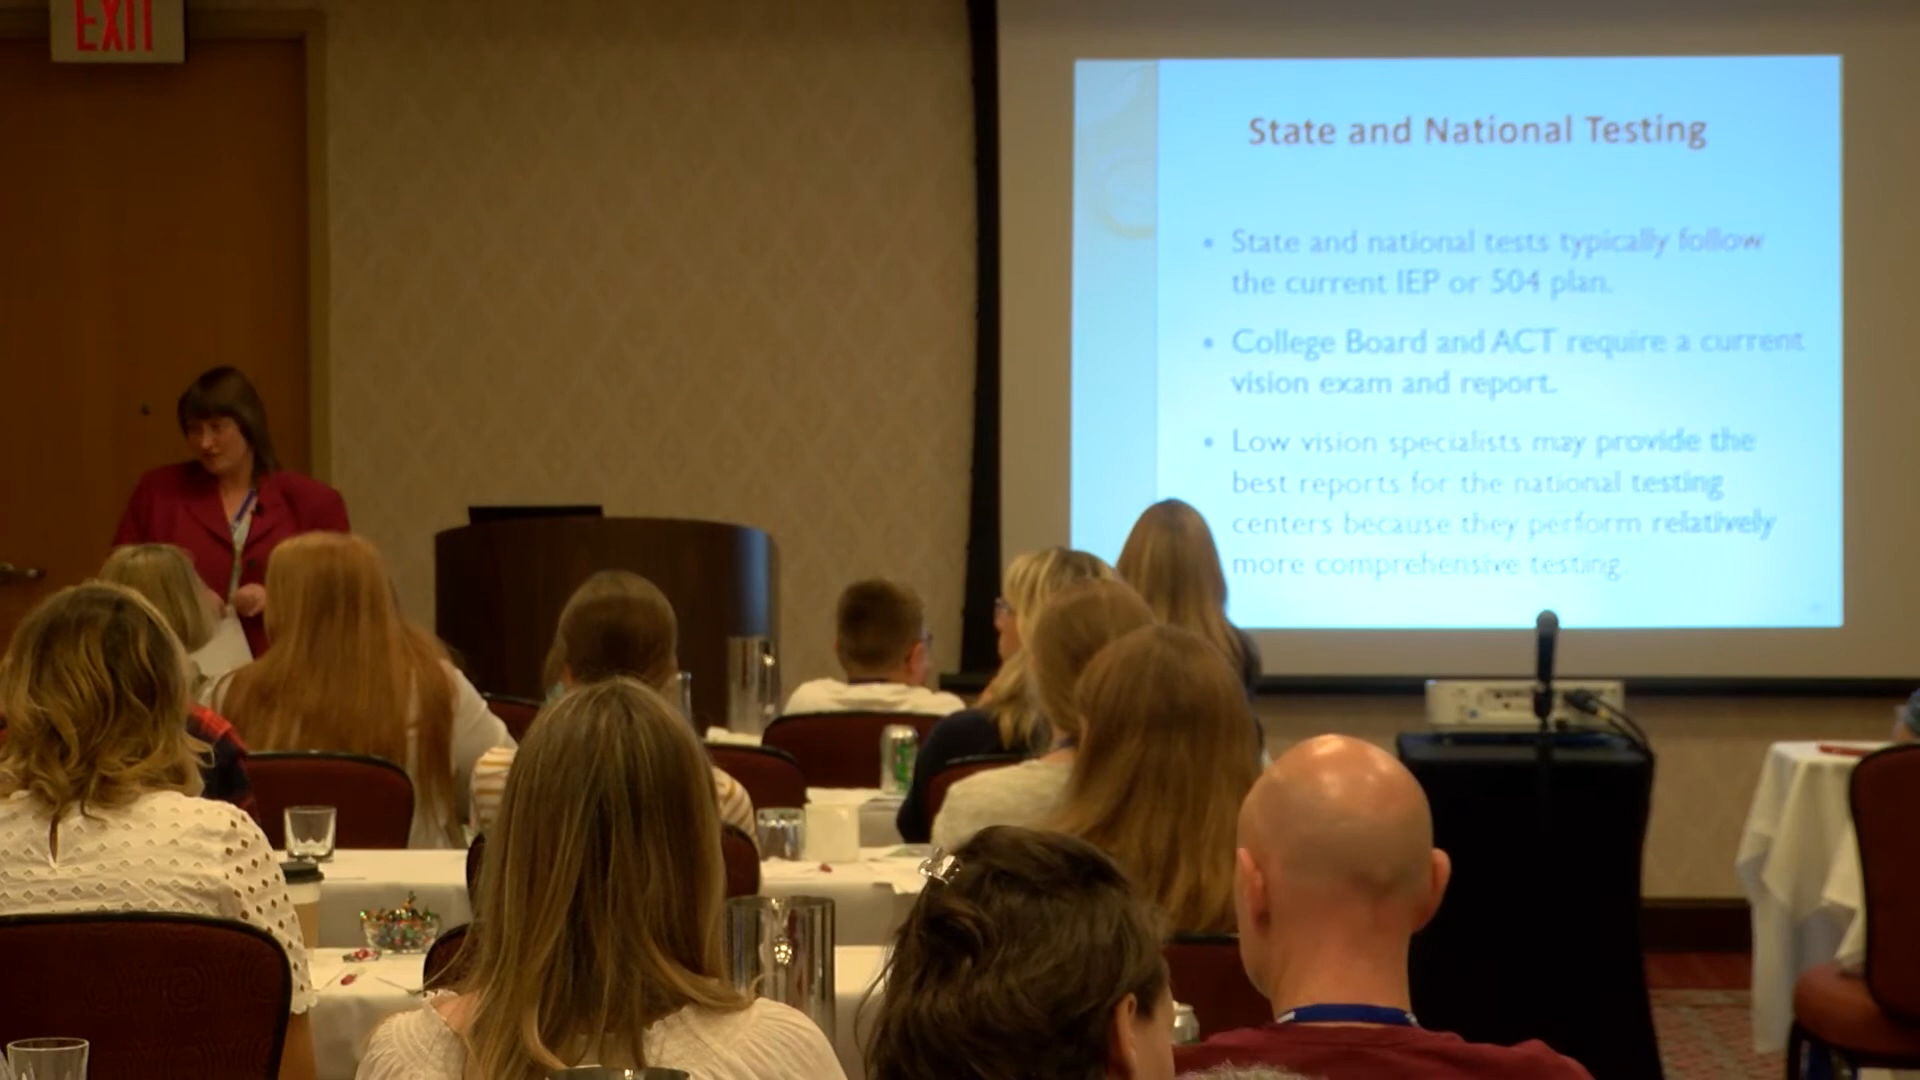 EXIT
State and National Testing
• State and national tests typically follow
the current IEP or 504 plan.
• College Board and ACT require a current
vision exam and report.
• Low vision specialists may provide the
best reports for the national testing
centers because they perform relatively
more comprehensive testing.